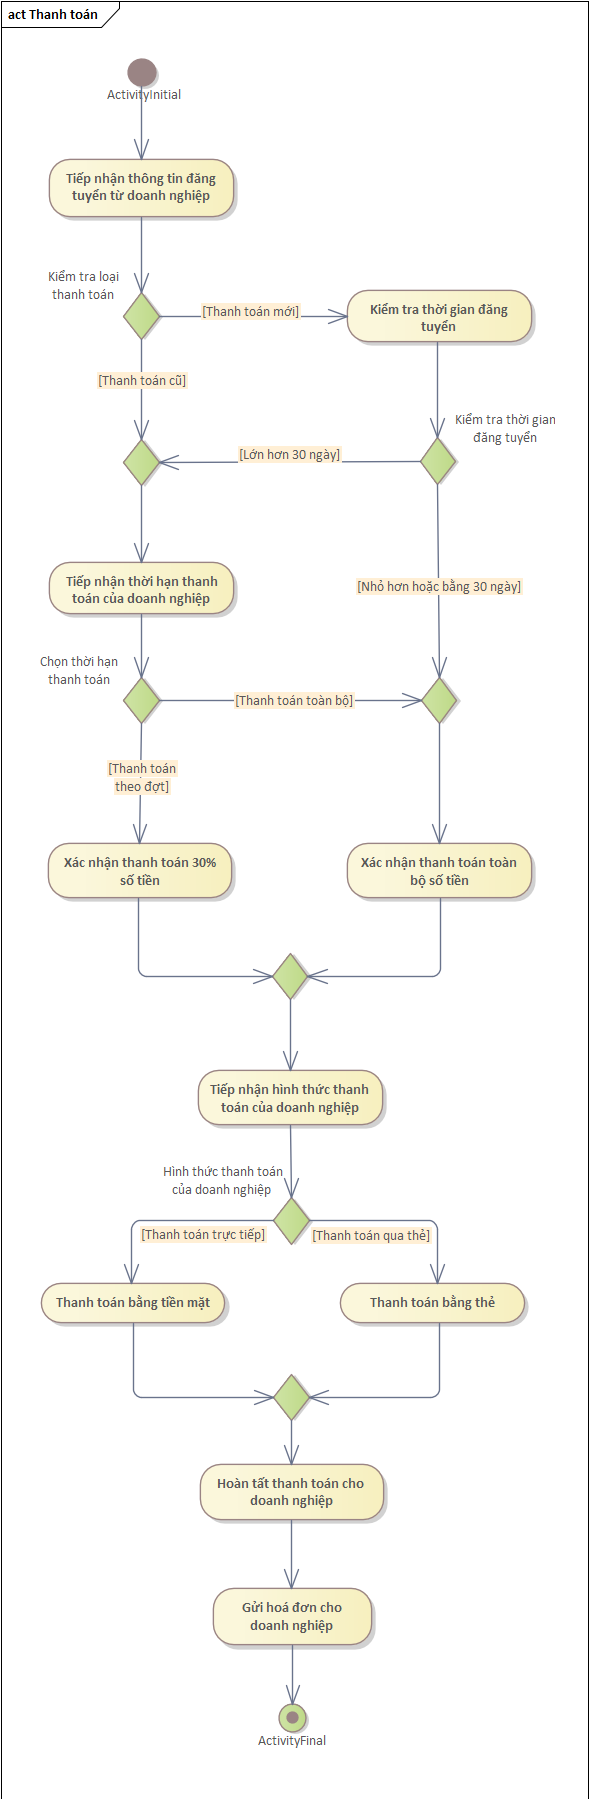 act Thanh toán
ActivityInitial
Tiếp nhận thông tin đăng
tuyển từ doanh nghiệp
Kiểm tra loại
thanh toán
[Thanh toán mới]
Kiểm tra thời gian đăng
tuyển
[Thanh toán cũ]
Kiểm tra thời gian
đăng tuyển
[Lớn hơn 30 ngày]
Tiếp nhận thời hạn thanh
toán của doanh nghiệp
[Nhỏ hơn hoặc bằng 30 ngày]
Chọn thời hạn
thanh toán
[Thanh toán toàn bộ]
[Thanh toán
theo đợt]
Xác nhận thanh toán 30%
số tiền
Xác nhận thanh toán toàn
bộ số tiền
Tiếp nhận hình thức thanh
toán của doanh nghiệp
Hình thức thanh toán
của doanh nghiệp
[Thanh toán trực tiếp]
[Thanh toán qua thẻ]
Thanh toán bằng tiền mặt
Thanh toán bằng thẻ
Hoàn tất thanh toán cho
doanh nghiệp
Gửi hoá đơn cho
doanh nghiệp
ActivityFinal